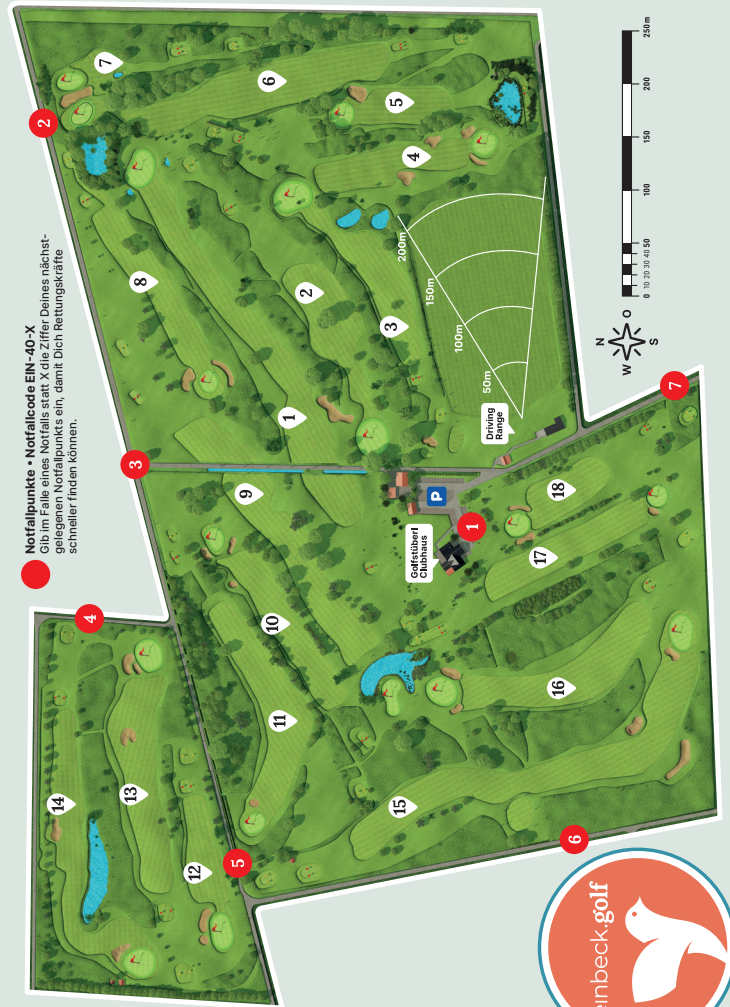 Notfallpunkte • Notfallcode EIN-40-X
Gib im Falle eines Notfalls statt X die Ziffer Deines nächst-
gelegenen Notfallpunkts ein, damit Dich Rettungskräfte
schneller finden können.
1
2
3
4
5
6
7
8
9
10
11
12
13
14
15
16
17
18
1
2
3
4
5
6
7
Golfstüberl
Clubhaus
P
Driving
Range
50m
100m
150m
200m
0
10
20
30
40
50
100
150
200
250m
N
O
S
W
einbeck.golf